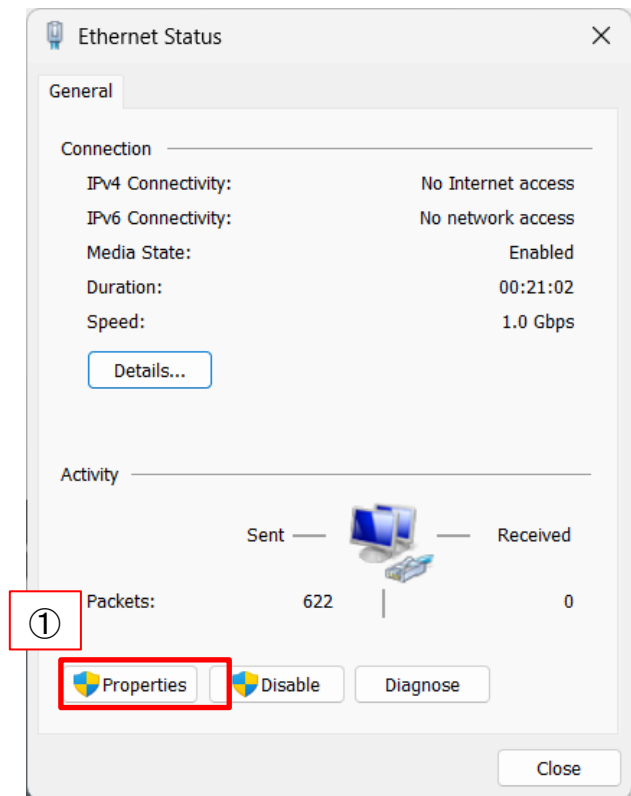 Ethernet Status
General
Connection
IPv4 Connectivity: No Internet access
IPv6 Connectivity: No network access
Media State: Enabled
Duration: 00:21:02
Speed: 1.0 Gbps
Details...
Activity
Sent Received
Packets: 622 0
①
Properties Disable Diagnose
Close